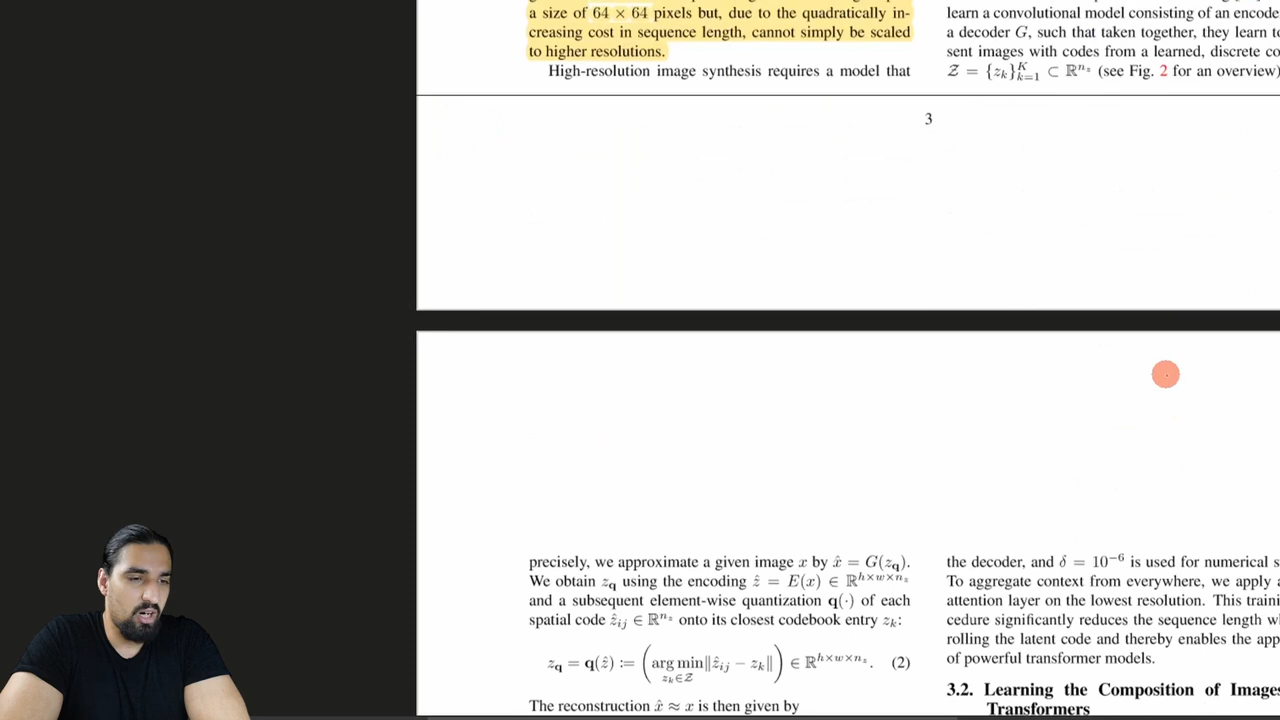 a size of 64 × 64 pixels but, due to the quadratically in-
creasing cost in sequence length, cannot simply be scaled
to higher resolutions.
High-resolution image synthesis requires a model that
learn a convolutional model consisting of an encode
a decoder G, such that taken together, they learn to
sent images with codes from a learned, discrete co
Z = {z_k}_{k=1}^K ⊂ ℝ^{n_z} (see Fig. 2 for an overview)
3
precisely, we approximate a given image x by x̂ = G(z_q).
We obtain z_q using the encoding ẑ = E(x) ∈ ℝ^{h×w×n_z}
and a subsequent element-wise quantization q(·) of each
spatial code ẑ_{ij} ∈ ℝ^{n_z} onto its closest codebook entry z_k:
z_q = q(ẑ) := (arg min_{z_k∈Z} ‖ẑ_{ij} − z_k‖) ∈ ℝ^{h×w×n_z}. (2)
The reconstruction x̂ ≈ x is then given by
the decoder, and δ = 10^{−6} is used for numerical s
To aggregate context from everywhere, we apply a
attention layer on the lowest resolution. This traini
cedure significantly reduces the sequence length w
rolling the latent code and thereby enables the app
of powerful transformer models.
3.2. Learning the Composition of Images
Transformers